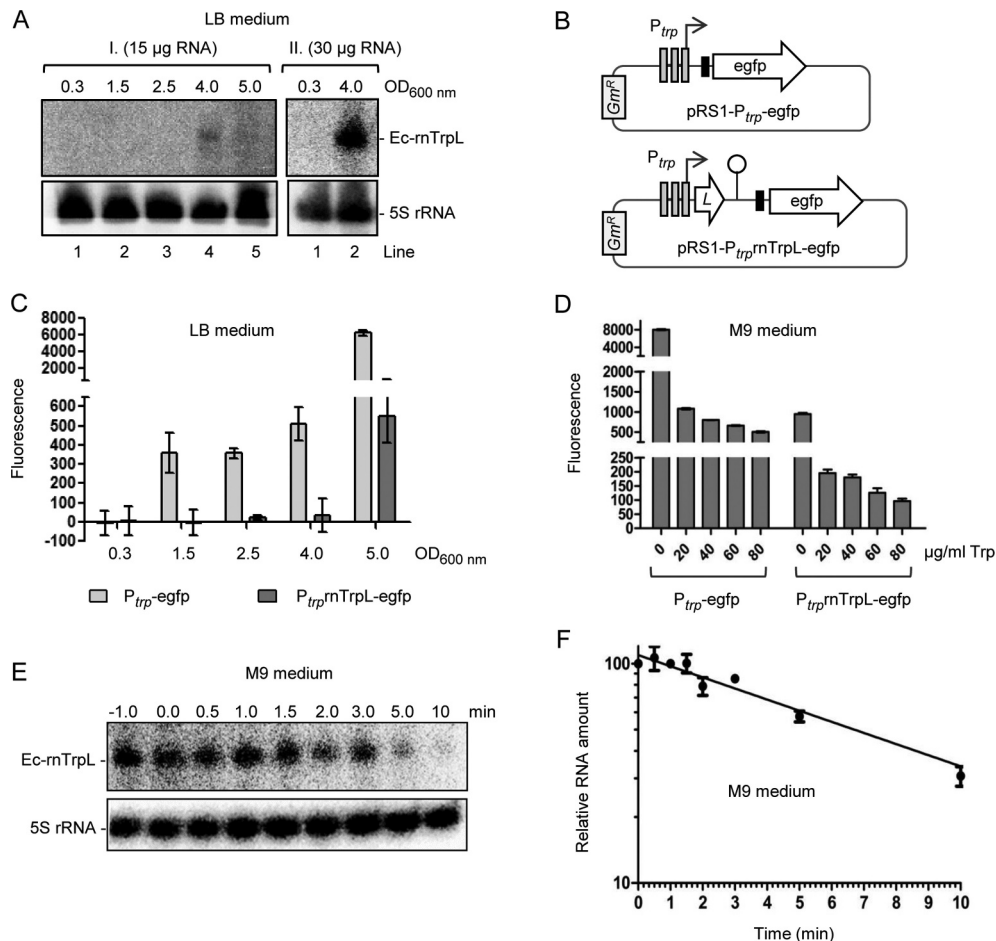 A
LB medium
I. (15 µg RNA)
II. (30 µg RNA)
0.3 1.5 2.5 4.0 5.0
0.3 4.0 OD600 nm
- Ec-rnTrpL
- 5S rRNA
1 2 3 4 5
1 2 Line
B
Ptrp
egfp
GmR
pRS1-Ptrp-egfp
Ptrp
L
egfp
GmR
pRS1-PtrprnTrpL-egfp
C
LB medium
Fluorescence
8000
6000
4000
2000
600
500
400
300
200
100
0
-100
0.3 1.5 2.5 4.0 5.0 OD600 nm
Ptrp-egfp
PtrprnTrpL-egfp
D
M9 medium
Fluorescence
8000
6000
4000
2000
1500
1000
500
250
200
150
100
50
0
0 20 40 60 80 0 20 40 60 80 µg/ml Trp
Ptrp-egfp
PtrprnTrpL-egfp
E
M9 medium
-1.0 0.0 0.5 1.0 1.5 2.0 3.0 5.0 10 min
Ec-rnTrpL -
5S rRNA -
F
Relative RNA amount
100
10
M9 medium
0 1 2 3 4 5 6 7 8 9 10
Time (min)